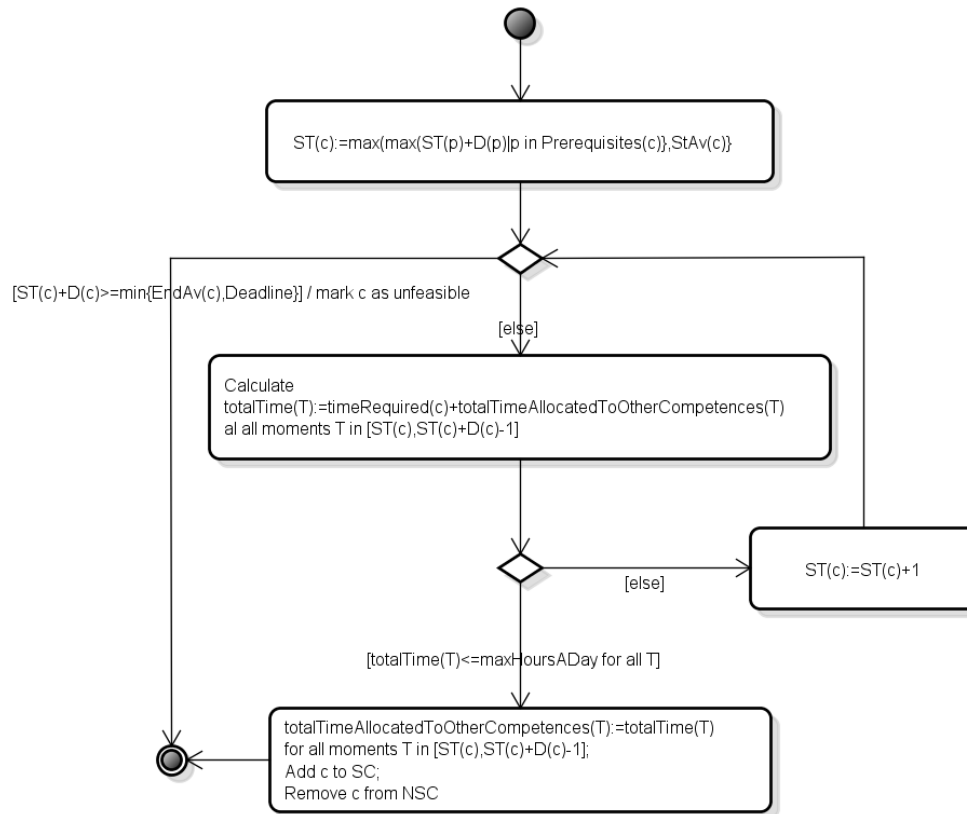 ST(c):=max(max(ST(p)+D(p)|p in Prerequisites(c)},StAv(c)}
[ST(c)+D(c)>=min{EndAv(c),Deadline}] / mark c as unfeasible
[else]
Calculate
totalTime(T):=timeRequired(c)+totalTimeAllocatedToOtherCompetences(T)
al all moments T in [ST(c),ST(c)+D(c)-1]
ST(c):=ST(c)+1
[else]
[totalTime(T)<=maxHoursADay for all T]
totalTimeAllocatedToOtherCompetences(T):=totalTime(T)
for all moments T in [ST(c),ST(c)+D(c)-1];
Add c to SC;
Remove c from NSC